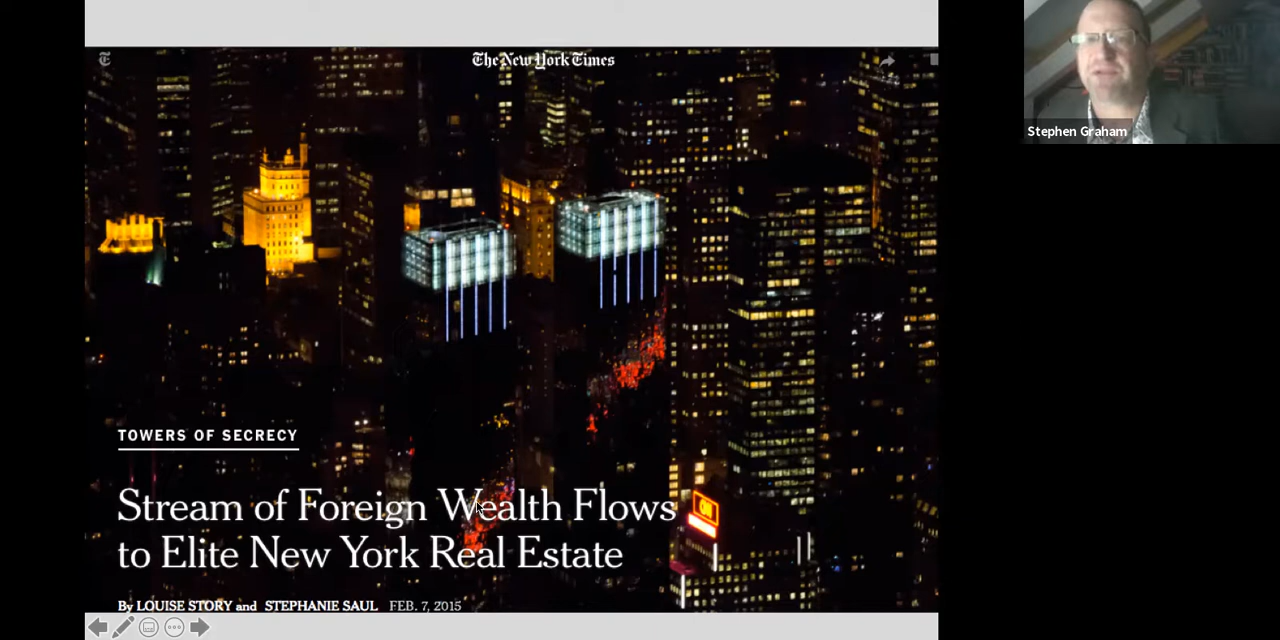 The New York Times
Stephen Graham
TOWERS OF SECRECY
Stream of Foreign Wealth Flows
to Elite New York Real Estate
By LOUISE STORY and STEPHANIE SAUL FEB. 7, 2015